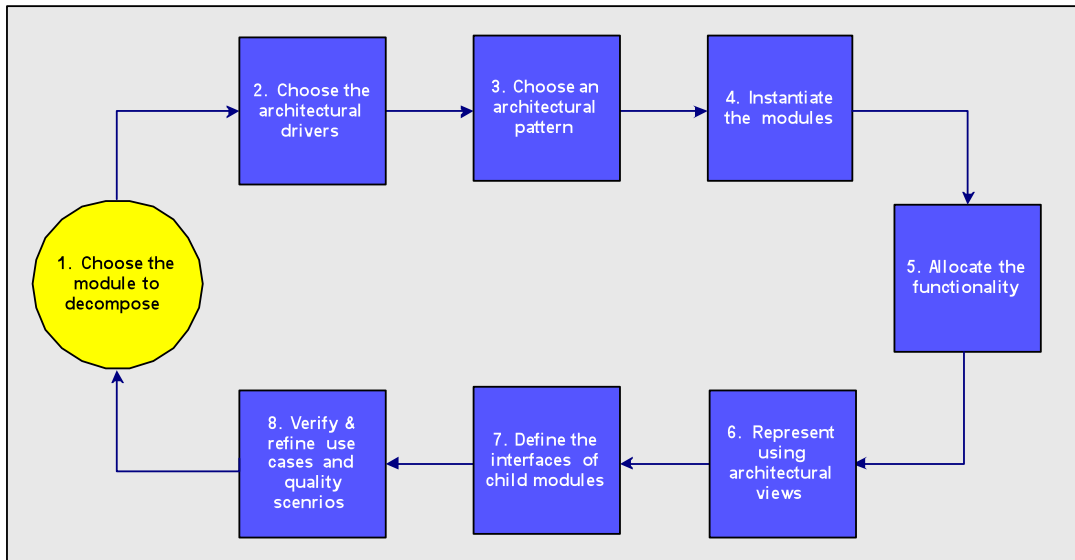 1. Choose the
module to
decompose
2. Choose the
architectural
drivers
3. Choose an
architectural
pattern
4. Instantiate
the modules
5. Allocate the
functionality
6. Represent
using
architectural
views
7. Define the
interfaces of
child modules
8. Verify &
refine use
cases and
quality
scenrios